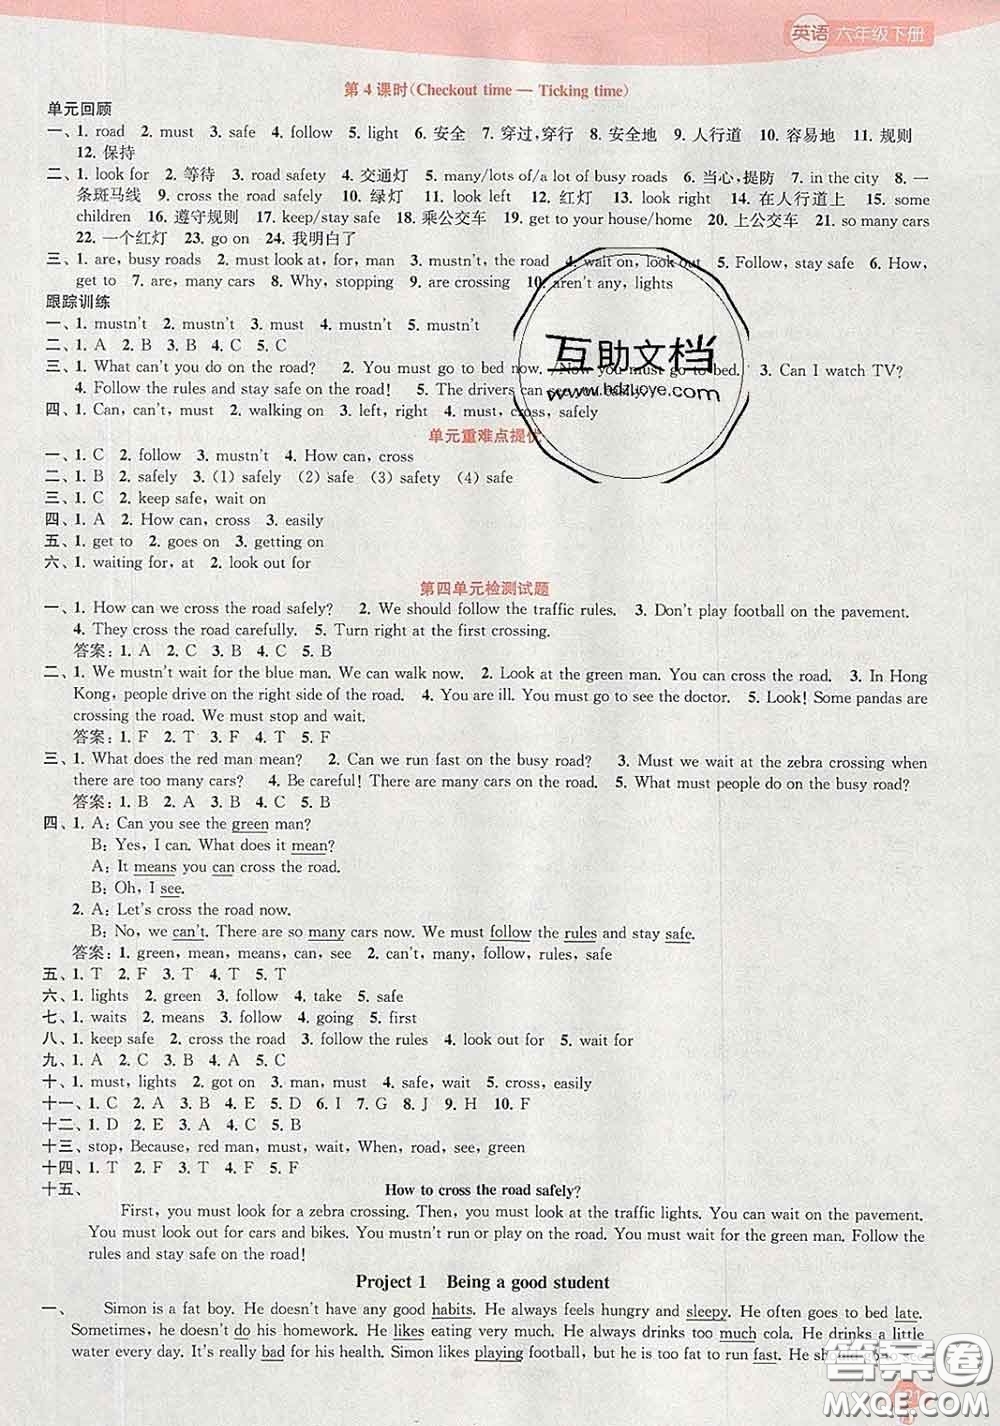 英语 六年级下册
第 4 课时(Checkout time — Ticking time)
单元回顾
一、1. road 2. must 3. safe 4. follow 5. light 6. 安全 7. 穿过,穿行 8. 安全地 9. 人行道 10. 容易地 11. 规则
12. 保持
二、1. look for 2. 等待 3. road safety 4. 交通灯 5. many/lots of/a lot of busy roads 6. 当心,提防 7. in the city 8. 一
条斑马线 9. cross the road safely 10. 绿灯 11. look left 12. 红灯 13. look right 14. 在人行道上 15. some
children 16. 遵守规则 17. keep/stay safe 18. 乘公交车 19. get to your house/home 20. 上公交车 21. so many cars
22. 一个红灯 23. go on 24. 我明白了
三、1. are, busy roads 2. must look at, for, man 3. mustn't, the road 4. wait on, look out 5. Follow, stay safe 6. How,
get to 7. are, many cars 8. Why, stopping 9. are crossing 10. aren't any, lights
跟踪训练
一、1. mustn't 2. mustn't 3. must 4. mustn't 5. mustn't
二、1. A 2. B 3. B 4. C 5. C
三、1. What can't you do on the road? 2. You must go to bed now. /Now you must go to bed. 3. Can I watch TV?
4. Follow the rules and stay safe on the road! 5. The drivers can see you easily.
四、1. Can, can't, must 2. walking on 3. left, right 4. must, cross, safely
单元重难点提优
一、1. C 2. follow 3. mustn't 4. How can, cross
二、1. B 2. safely 3. (1) safely (2) safe (3) safety (4) safe
三、1. C 2. keep safe, wait on
四、1. A 2. How can, cross 3. easily
五、1. get to 2. goes on 3. getting on
六、1. waiting for, at 2. look out for
第四单元检测试题
一、1. How can we cross the road safely? 2. We should follow the traffic rules. 3. Don't play football on the pavement.
4. They cross the road carefully. 5. Turn right at the first crossing.
答案:1. A 2. C 3. B 4. C 5. B
二、1. We mustn't wait for the blue man. We can walk now. 2. Look at the green man. You can cross the road. 3. In Hong
Kong, people drive on the right side of the road. 4. You are ill. You must go to see the doctor. 5. Look! Some pandas are
crossing the road. We must stop and wait.
答案:1. F 2. T 3. F 4. T 5. F
三、1. What does the red man mean? 2. Can we run fast on the busy road? 3. Must we wait at the zebra crossing when
there are too many cars? 4. Be careful! There are many cars on the road. 5. What must people do on the busy road?
答案:1. B 2. A 3. B 4. A 5. B
四、1. A: Can you see the green man?
B: Yes, I can. What does it mean?
A: It means you can cross the road.
B: Oh, I see.
2. A: Let's cross the road now.
B: No, we can't. There are so many cars now. We must follow the rules and stay safe.
答案:1. green, mean, means, can, see 2. can't, many, follow, rules, safe
五、1. T 2. F 3. T 4. T 5. T
六、1. lights 2. green 3. follow 4. take 5. safe
七、1. waits 2. means 3. follow 4. going 5. first
八、1. keep safe 2. cross the road 3. follow the rules 4. look out for 5. wait for
九、1. A 2. C 3. B 4. C 5. B
十、1. must, lights 2. got on 3. man, must 4. safe, wait 5. cross, easily
十一、1. C 2. A 3. B 4. E 5. D 6. I 7. G 8. J 9. H 10. F
十二、1. D 2. E 3. A 4. C 5. B
十三、stop, Because, red man, must, wait, When, road, see, green
十四、1. T 2. F 3. T 4. F 5. F
十五、 How to cross the road safely?
First, you must look for a zebra crossing. Then, you must look at the traffic lights. You can wait on the pavement.
You must look out for cars and bikes. You mustn't run or play on the road. You must wait for the green man. Follow
the rules and stay safe on the road!
Project 1 Being a good student
一、 Simon is a fat boy. He doesn't have any good habits. He always feels hungry and sleepy. He often goes to bed late.
Sometimes, he doesn't do his homework. He likes eating very much. He always drinks too much cola. He drinks a little
water every day. It's really bad for his health. Simon likes playing football, but he is too fat to run fast. He should
互助文档
www.hdzuoye.com
答案圈
MXQE.COM
21